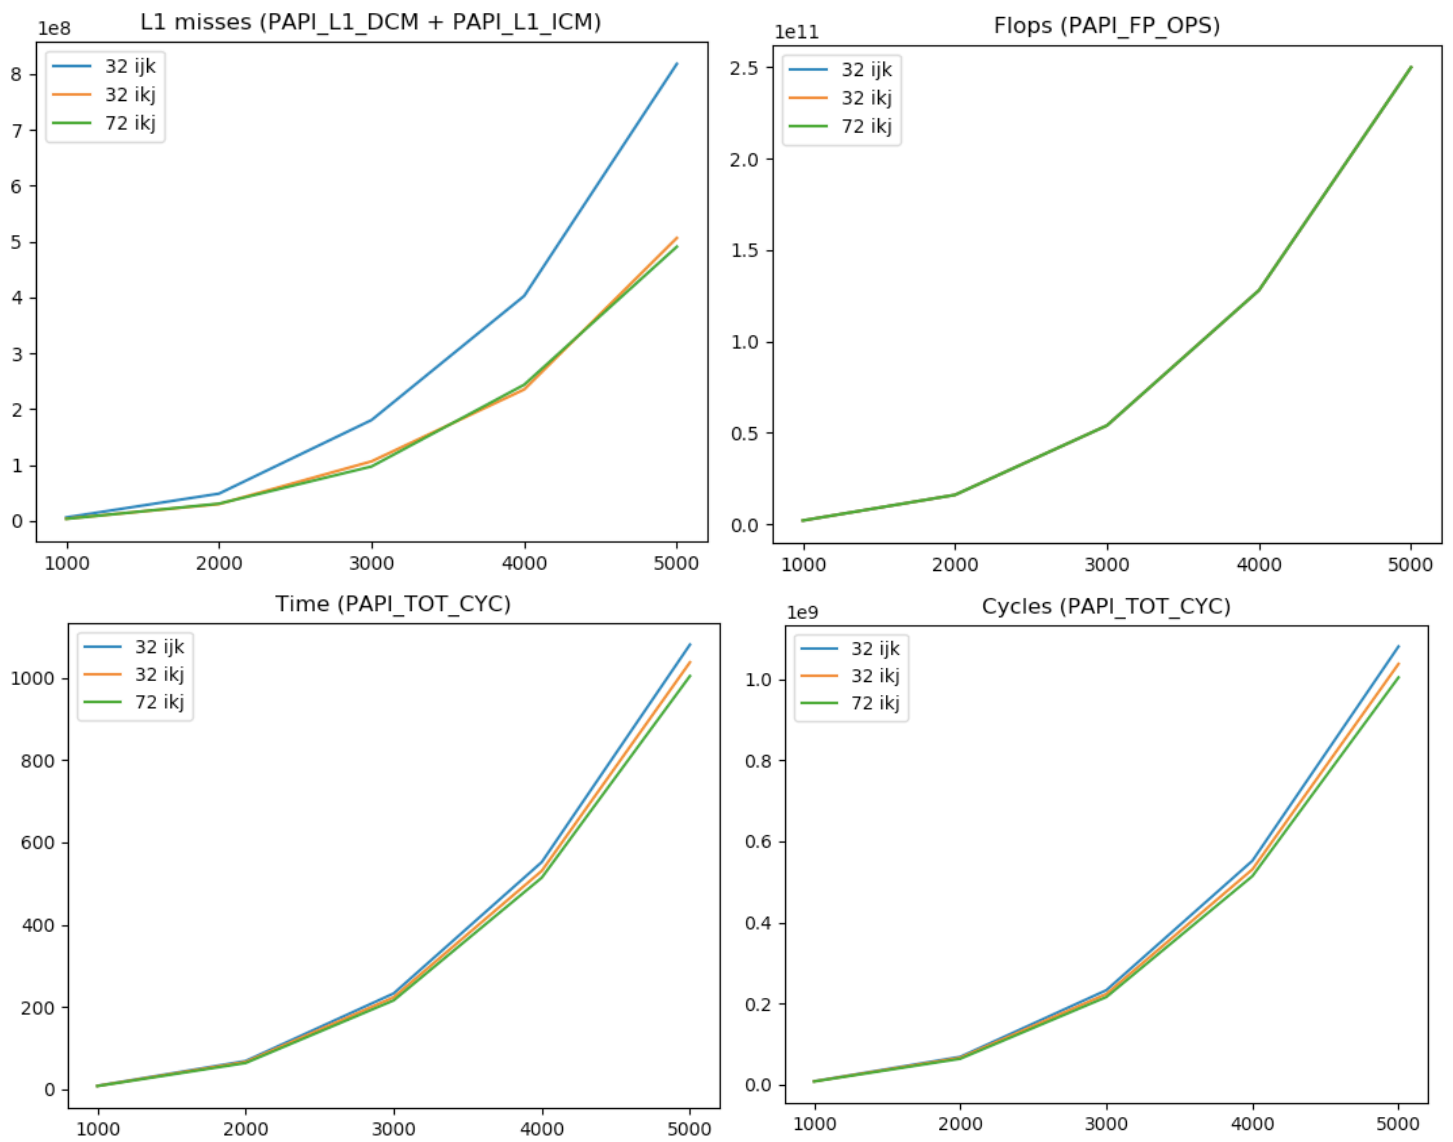 L1 misses (PAPI_L1_DCM + PAPI_L1_ICM)
1e8
32 ijk
32 ikj
72 ikj
8
7
6
5
4
3
2
1
0
1000 2000 3000 4000 5000
Flops (PAPI_FP_OPS)
1e11
32 ijk
32 ikj
72 ikj
2.5
2.0
1.5
1.0
0.5
0.0
1000 2000 3000 4000 5000
Time (PAPI_TOT_CYC)
32 ijk
32 ikj
72 ikj
1000
800
600
400
200
0
1000 2000 3000 4000 5000
Cycles (PAPI_TOT_CYC)
1e9
32 ijk
32 ikj
72 ikj
1.0
0.8
0.6
0.4
0.2
0.0
1000 2000 3000 4000 5000